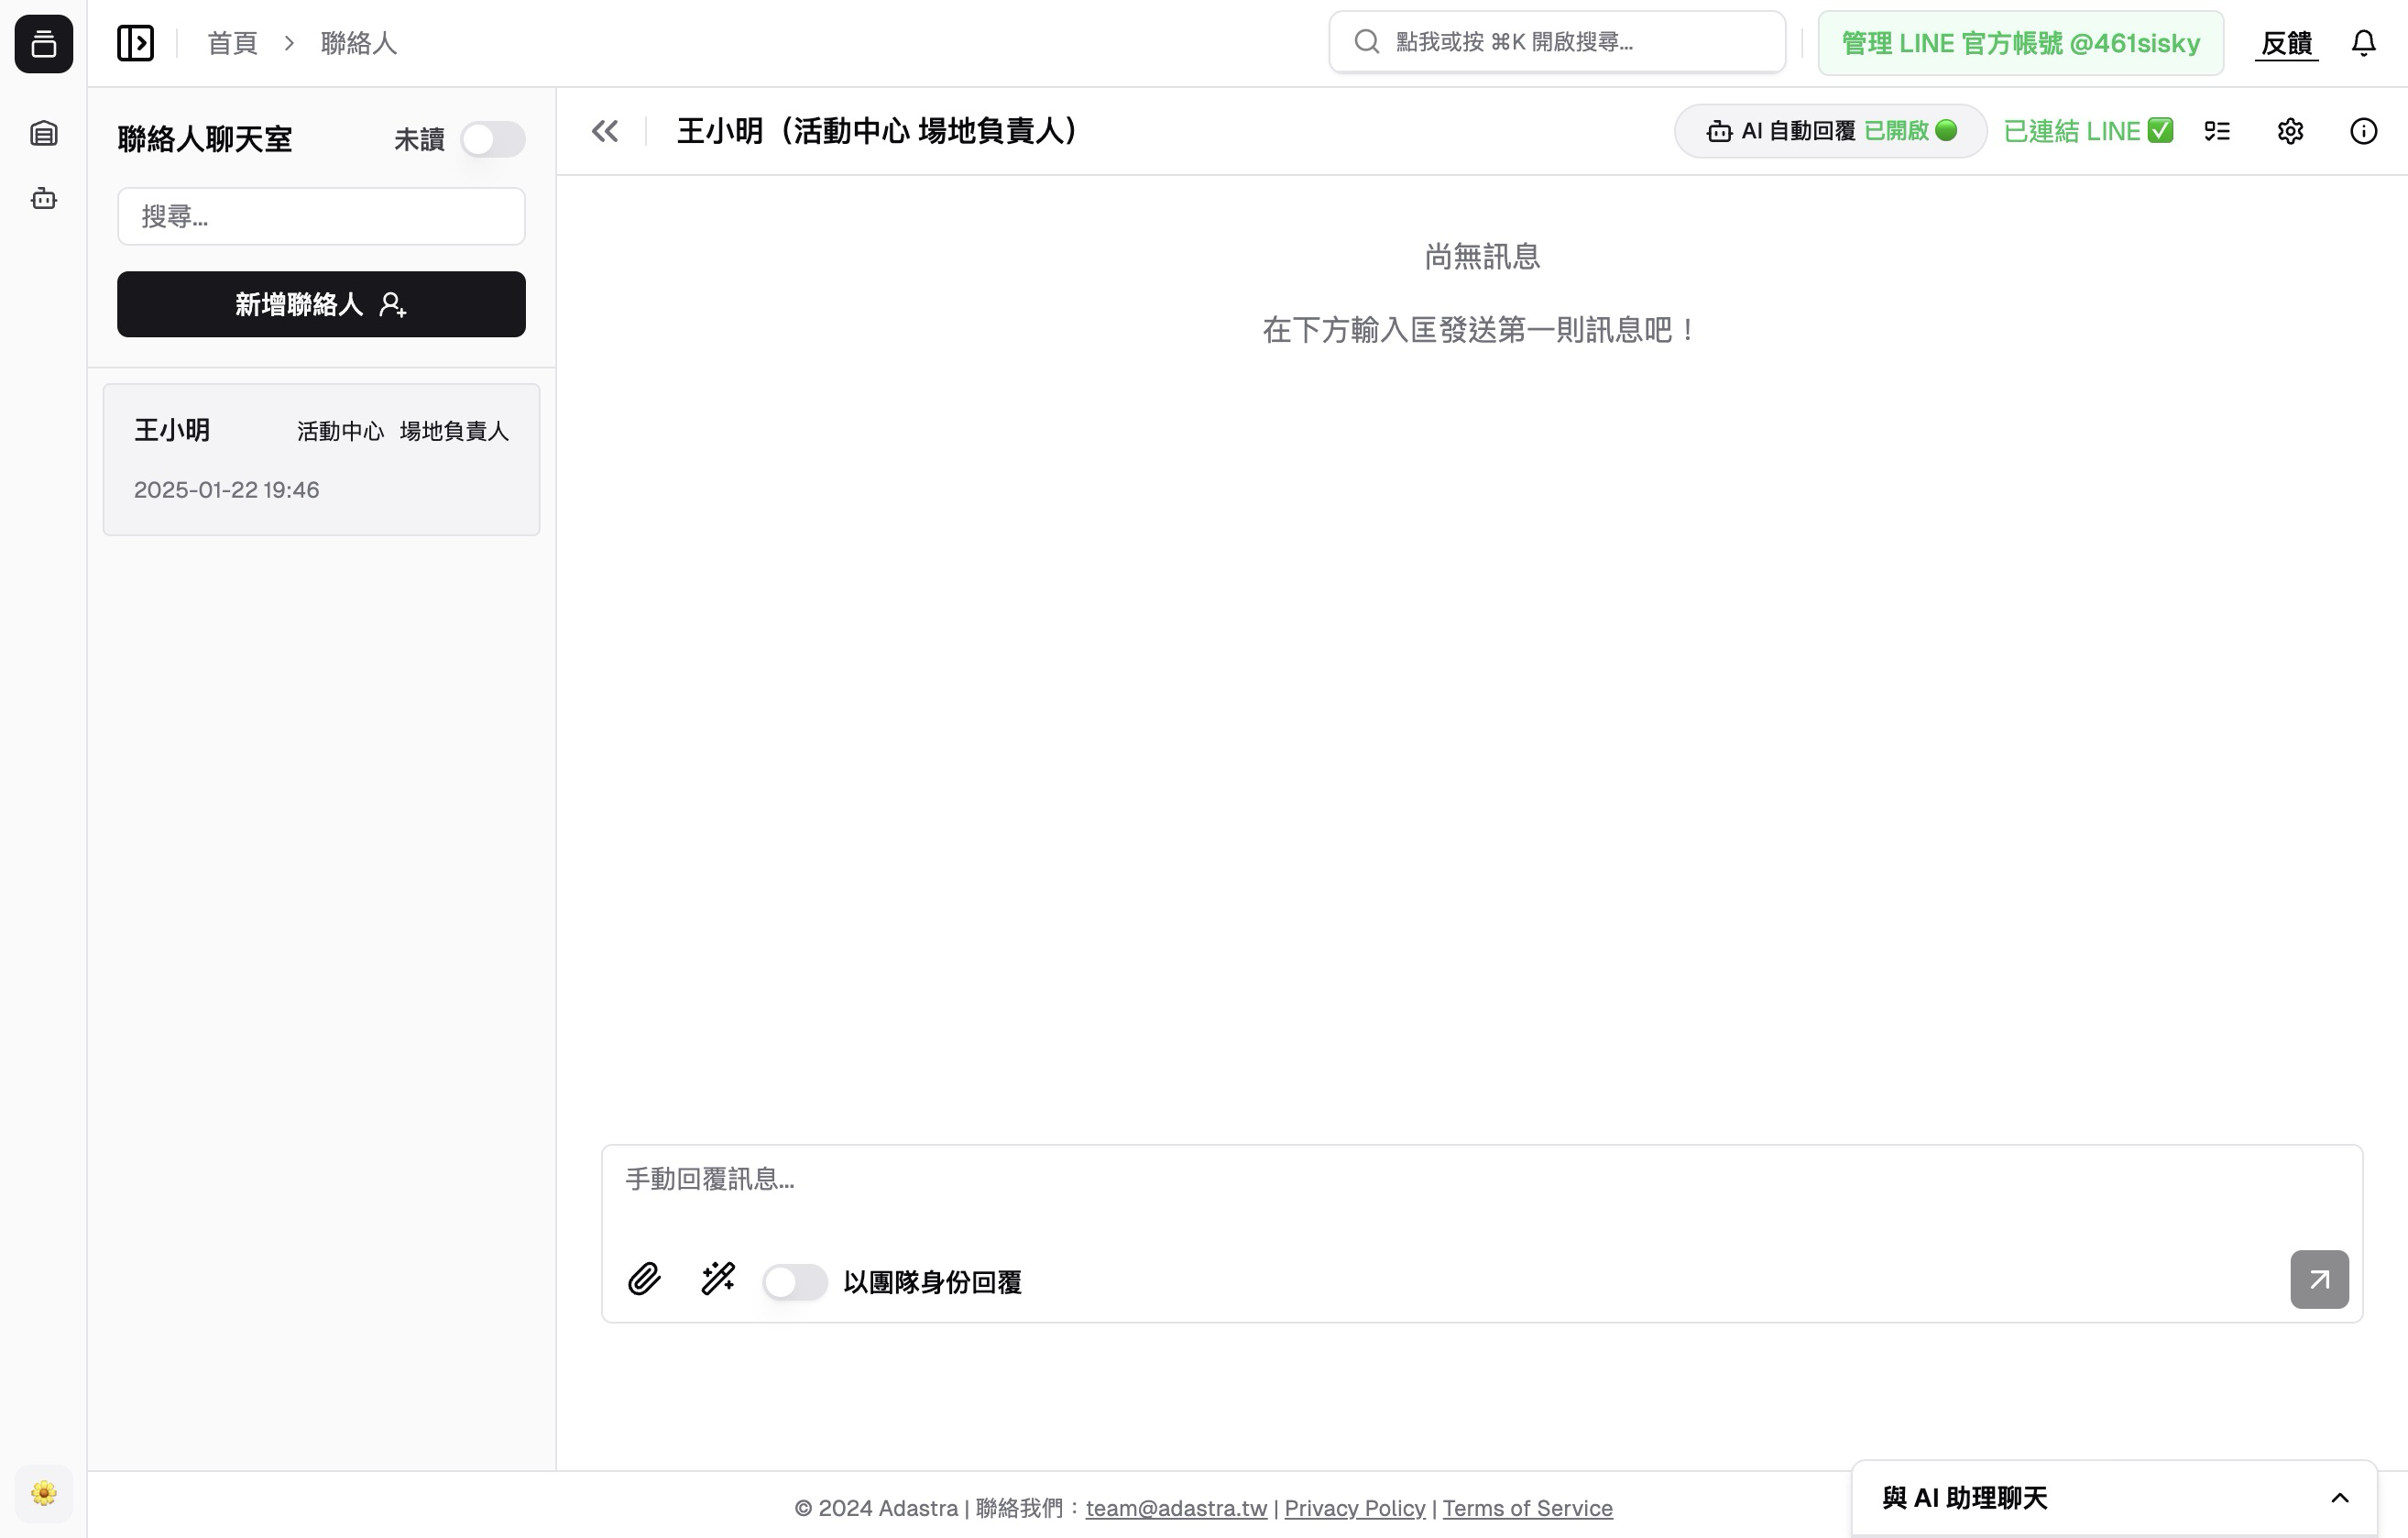 首頁
聯絡人
點我或按 ⌘K 開啟搜尋...
管理 LINE 官方帳號 @461sisky
反饋
聯絡人聊天室
未讀
搜尋...
新增聯絡人
王小明
活動中心 場地負責人
2025-01-22 19:46
王小明（活動中心 場地負責人）
AI 自動回覆 已開啟
已連結 LINE ✅
尚無訊息
在下方輸入匡發送第一則訊息吧！
手動回覆訊息...
以團隊身份回覆
© 2024 Adastra | 聯絡我們：team@adastra.tw | Privacy Policy | Terms of Service
與 AI 助理聊天